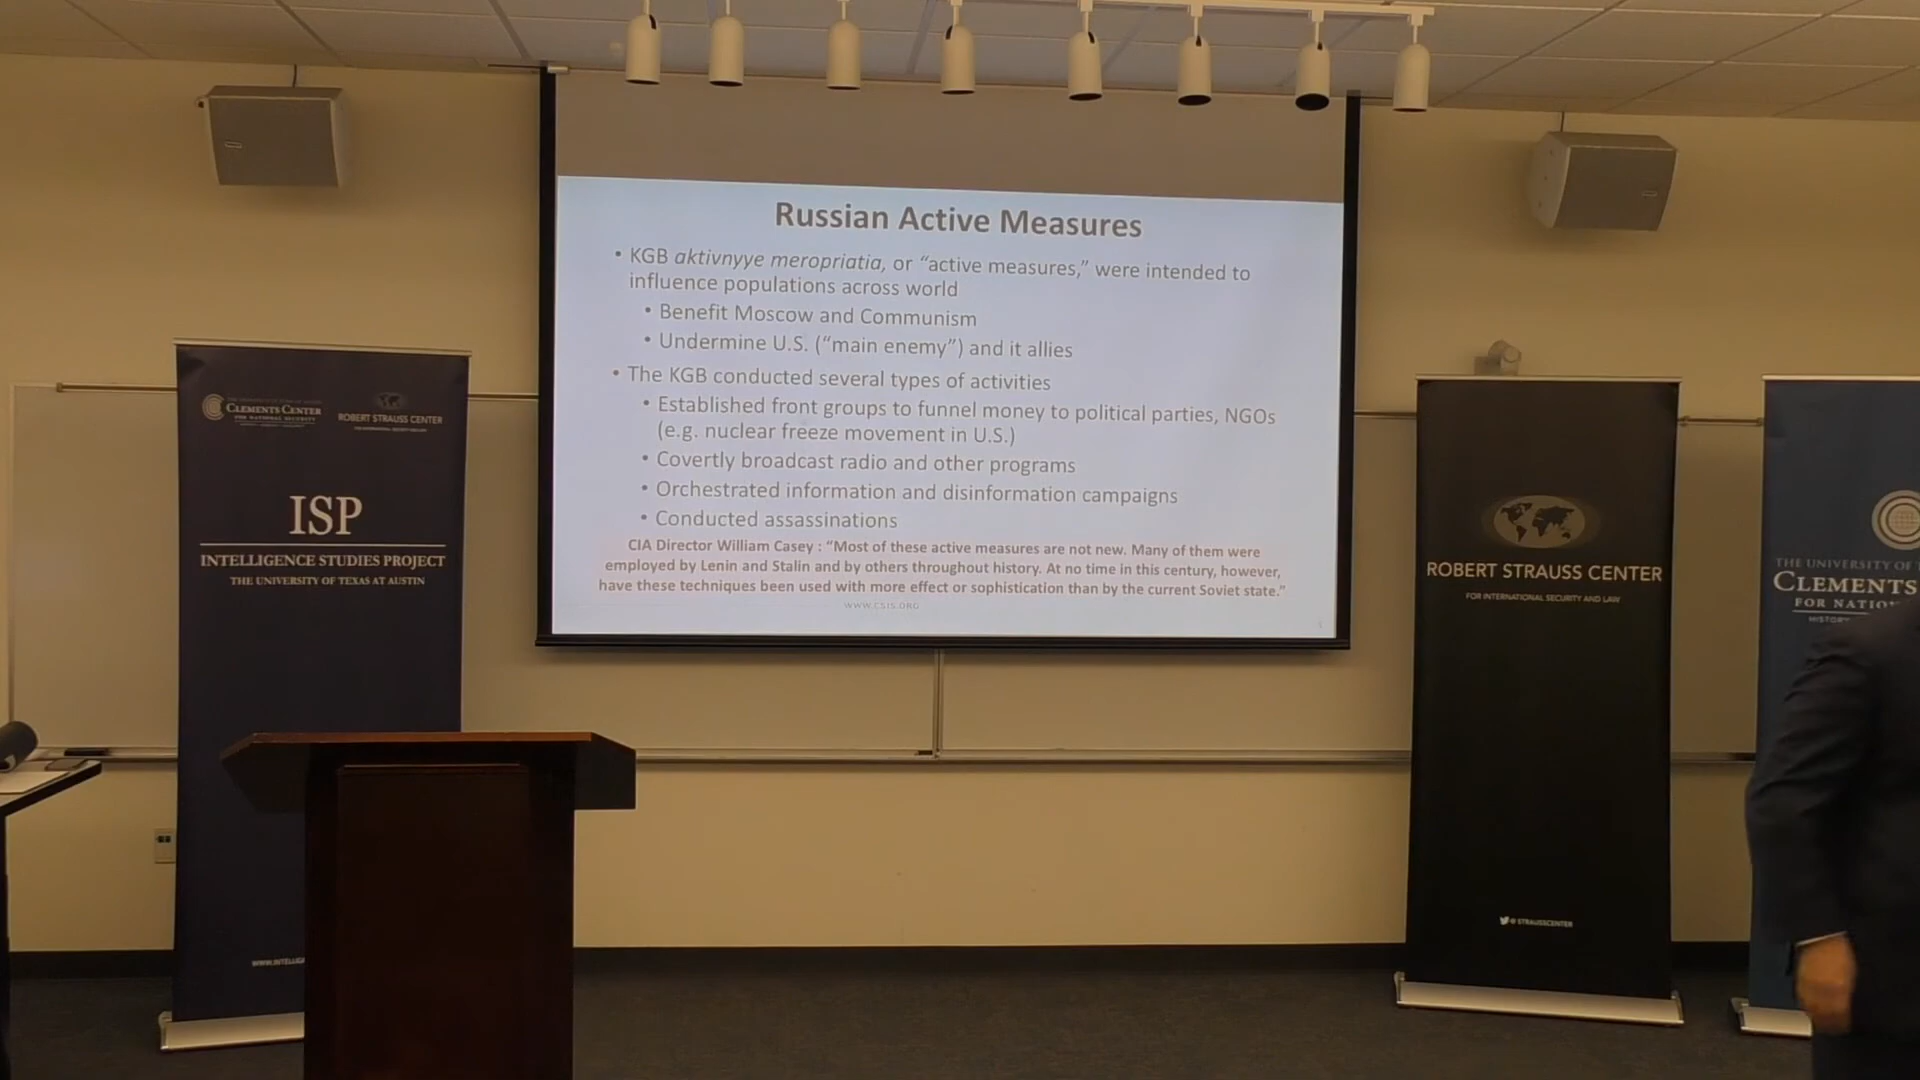 Russian Active Measures
• KGB aktivnyye meropriatia, or “active measures,” were intended to
influence populations across world
• Benefit Moscow and Communism
• Undermine U.S. (“main enemy”) and it allies
• The KGB conducted several types of activities
• Established front groups to funnel money to political parties, NGOs
(e.g. nuclear freeze movement in U.S.)
• Covertly broadcast radio and other programs
• Orchestrated information and disinformation campaigns
• Conducted assassinations
CIA Director William Casey : “Most of these active measures are not new. Many of them were
employed by Lenin and Stalin and by others throughout history. At no time in this century, however,
have these techniques been used with more effect or sophistication than by the current Soviet state.”
WWW.CSIS.ORG
CLEMENTS CENTER
FOR NATIONAL SECURITY
ROBERT STRAUSS CENTER
ISP
INTELLIGENCE STUDIES PROJECT
THE UNIVERSITY OF TEXAS AT AUSTIN
ROBERT STRAUSS CENTER
FOR INTERNATIONAL SECURITY AND LAW
@STRAUSSCENTER
THE UNIVERSITY OF
CLEMENTS
FOR